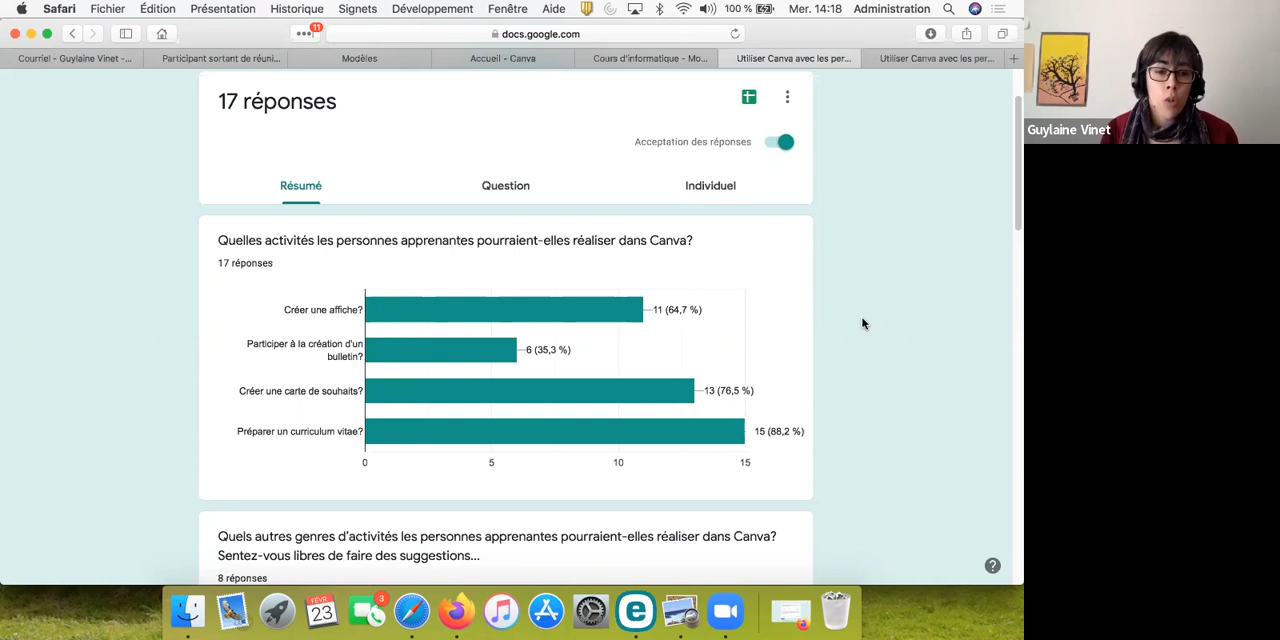 Safari Fichier Édition Présentation Historique Signets Développement Fenêtre Aide 100 % Mer. 14:18 Administration
11
docs.google.com
Courriel - Guylaine Vinet -... Participant sortant de réuni... Modèles Accueil - Canva Cours d'informatique - Mo... Utiliser Canva avec les per... Utiliser Canva avec les per...
17 réponses
Acceptation des réponses
Résumé Question Individuel
Quelles activités les personnes apprenantes pourraient-elles réaliser dans Canva?
17 réponses
Créer une affiche? 11 (64,7 %)
Participer à la création d'un
bulletin? 6 (35,3 %)
Créer une carte de souhaits? 13 (76,5 %)
Préparer un curriculum vitae? 15 (88,2 %)
0 5 10 15
Quels autres genres d'activités les personnes apprenantes pourraient-elles réaliser dans Canva?
Sentez-vous libres de faire des suggestions...
8 réponses
Guylaine Vinet
FÉVR.
23
3